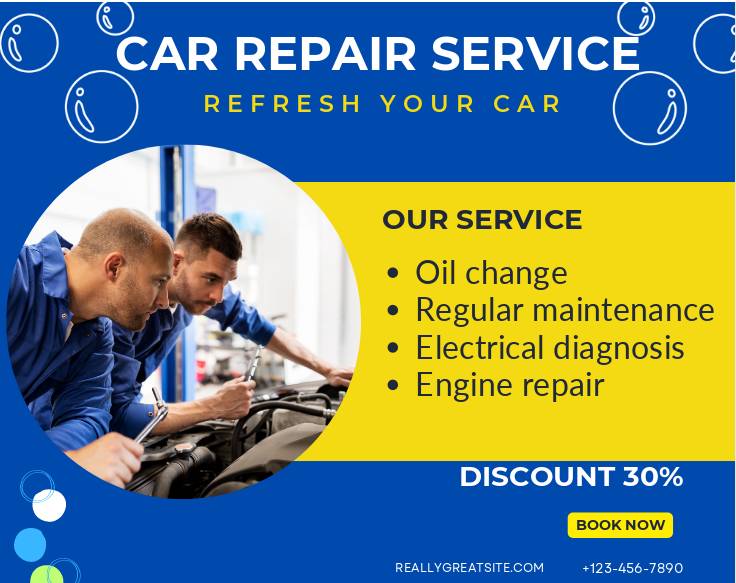 CAR REPAIR SERVICE
REFRESH YOUR CAR
OUR SERVICE
• Oil change
• Regular maintenance
• Electrical diagnosis
• Engine repair
DISCOUNT 30%
BOOK NOW
REALLYGREATSITE.COM +123-456-7890